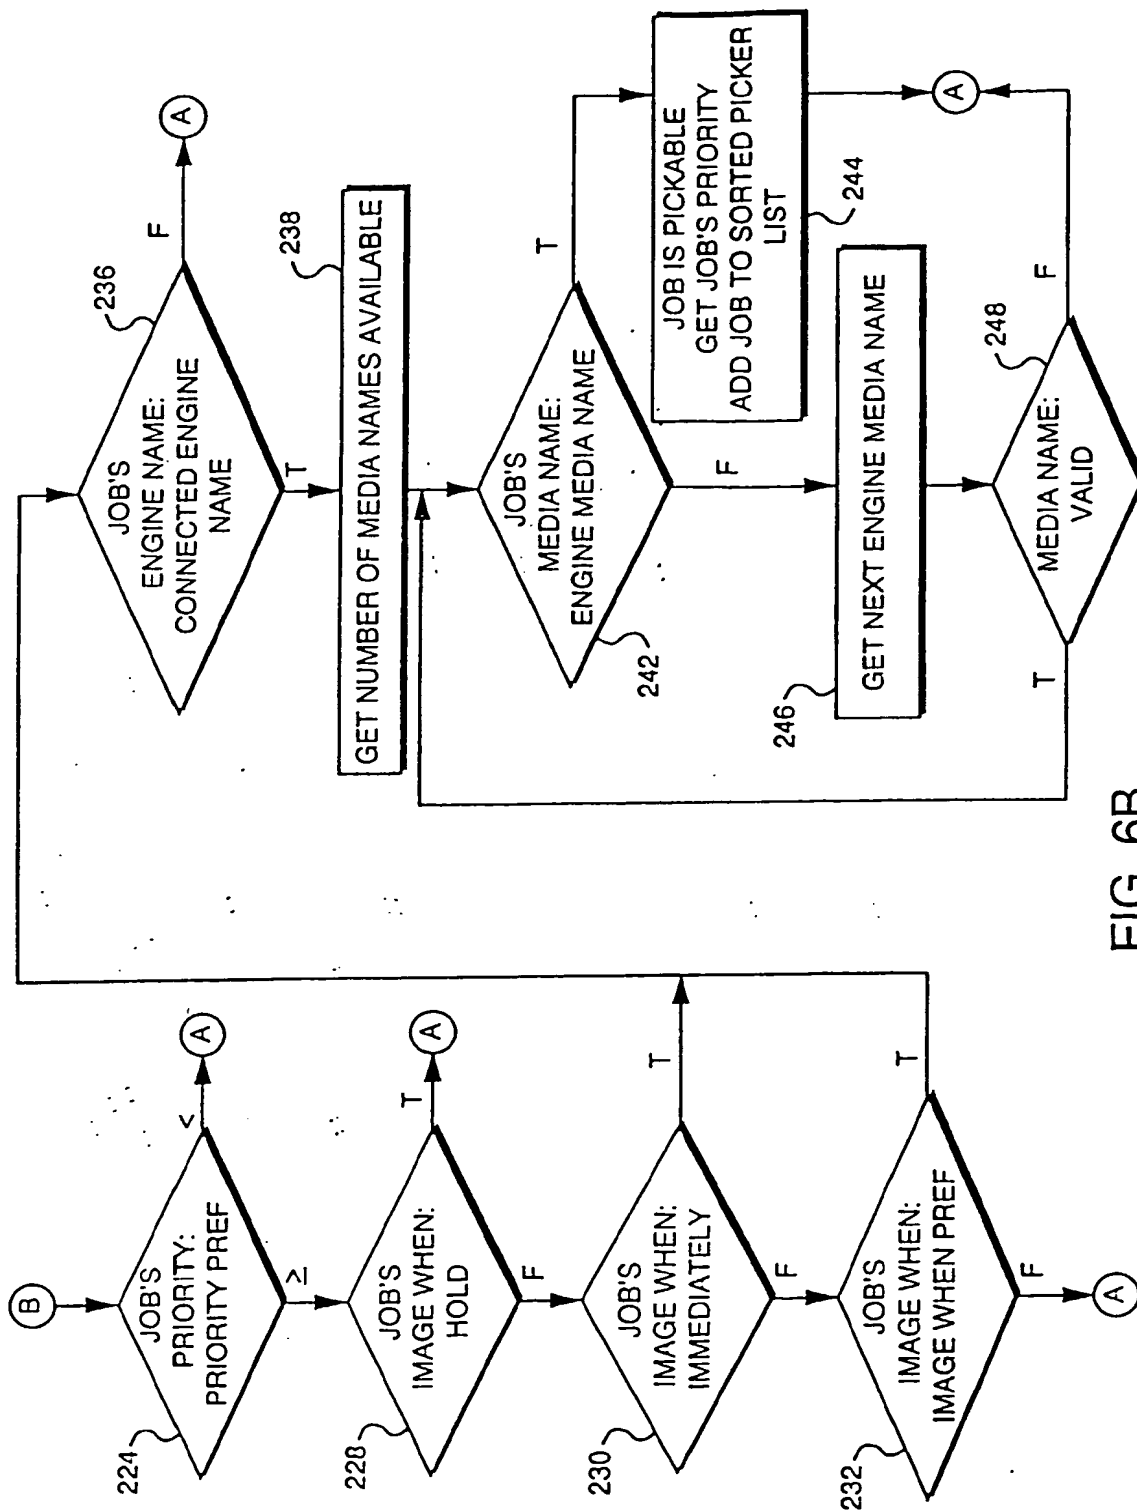 B
224
JOB'S
PRIORITY:
PRIORITY PREF
<
A
≥
228
JOB'S
IMAGE WHEN:
HOLD
T
A
F
230
JOB'S
IMAGE WHEN:
IMMEDIATELY
T
F
232
JOB'S
IMAGE WHEN:
IMAGE WHEN PREF
T
F
A
236
JOB'S
ENGINE NAME:
CONNECTED ENGINE
NAME
F
A
T
238
GET NUMBER OF MEDIA NAMES AVAILABLE
242
JOB'S
MEDIA NAME:
ENGINE MEDIA NAME
T
F
JOB IS PICKABLE
GET JOB'S PRIORITY
ADD JOB TO SORTED PICKER
LIST
244
A
246
GET NEXT ENGINE MEDIA NAME
248
MEDIA NAME:
VALID
T
F
FIG. 6B